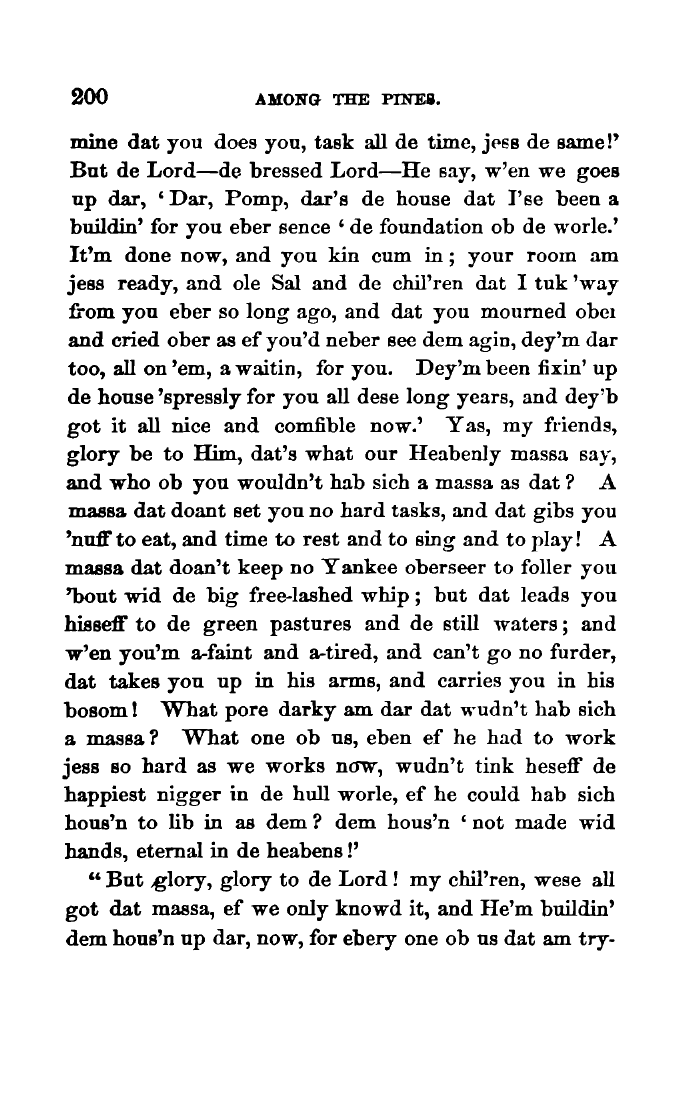 200 AMONG THE PINES.
mine dat you does you, task all de time, jess de same!'
But de Lord—de bressed Lord—He say, w'en we goes
up dar, 'Dar, Pomp, dar's de house dat I'se been a
buildin' for you eber sence 'de foundation ob de worle.'
It'm done now, and you kin cum in; your room am
jess ready, and ole Sal and de chil'ren dat I tuk 'way
from you eber so long ago, and dat you mourned ober
and cried ober as ef you'd neber see dem agin, dey'm dar
too, all on 'em, a waitin, for you. Dey'm been fixin' up
de house 'spressly for you all dese long years, and dey'b
got it all nice and comfible now.' Yas, my friends,
glory be to Him, dat's what our Heabenly massa say,
and who ob you wouldn't hab sich a massa as dat? A
massa dat doant set you no hard tasks, and dat gibs you
'nuff to eat, and time to rest and to sing and to play! A
massa dat doan't keep no Yankee oberseer to foller you
'bout wid de big free-lashed whip; but dat leads you
hisseff to de green pastures and de still waters; and
w'en you'm a-faint and a-tired, and can't go no furder,
dat takes you up in his arms, and carries you in his
bosom! What pore darky am dar dat wudn't hab sich
a massa? What one ob us, eben ef he had to work
jess so hard as we works now, wudn't tink heseff de
happiest nigger in de hull worle, ef he could hab sich
hous'n to lib in as dem? dem hous'n 'not made wid
hands, eternal in de heabens!'
"But glory, glory to de Lord! my chil'ren, wese all
got dat massa, ef we only knowd it, and He'm buildin'
dem hous'n up dar, now, for ebery one ob us dat am try-